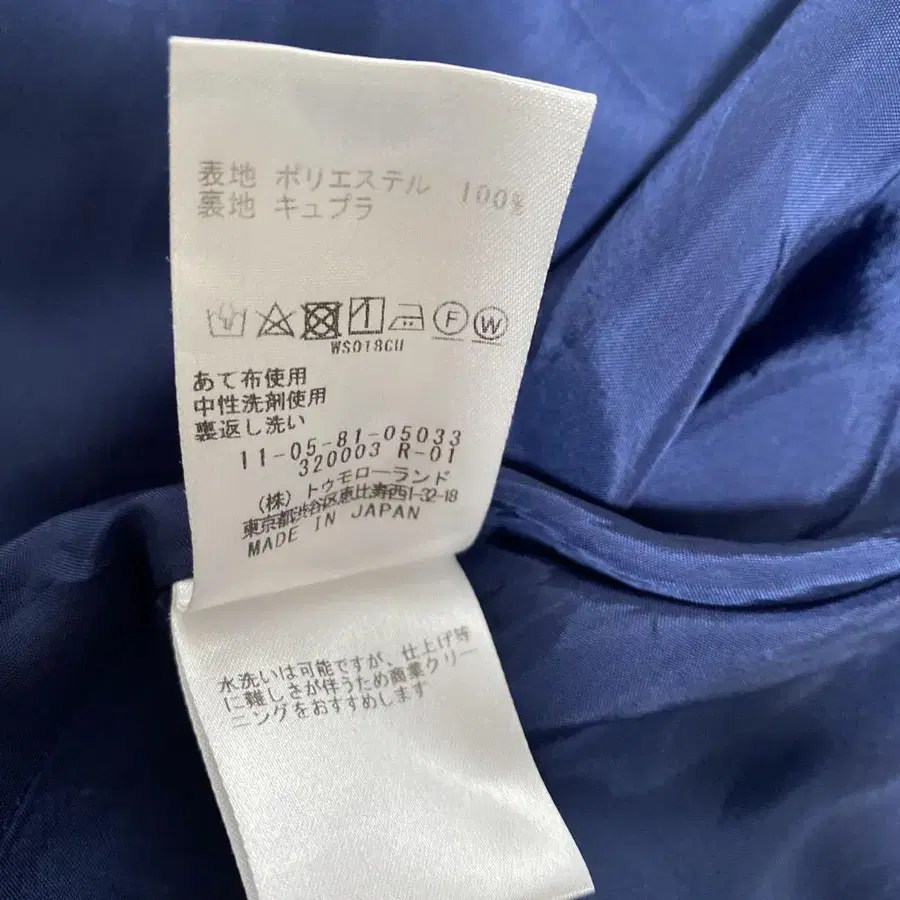 表地 ポリエステル 100%
裏地 キュプラ
F W
WS018CU
あて布使用
中性洗剤使用
裏返し洗い
11-05-81-05033
320003 R-01
(株) トゥモローランド
東京都渋谷区恵比寿西1-32-18
MADE IN JAPAN
水洗いは可能ですが、仕上げ等
に難しさが伴うため商業クリー
ニングをおすすめします